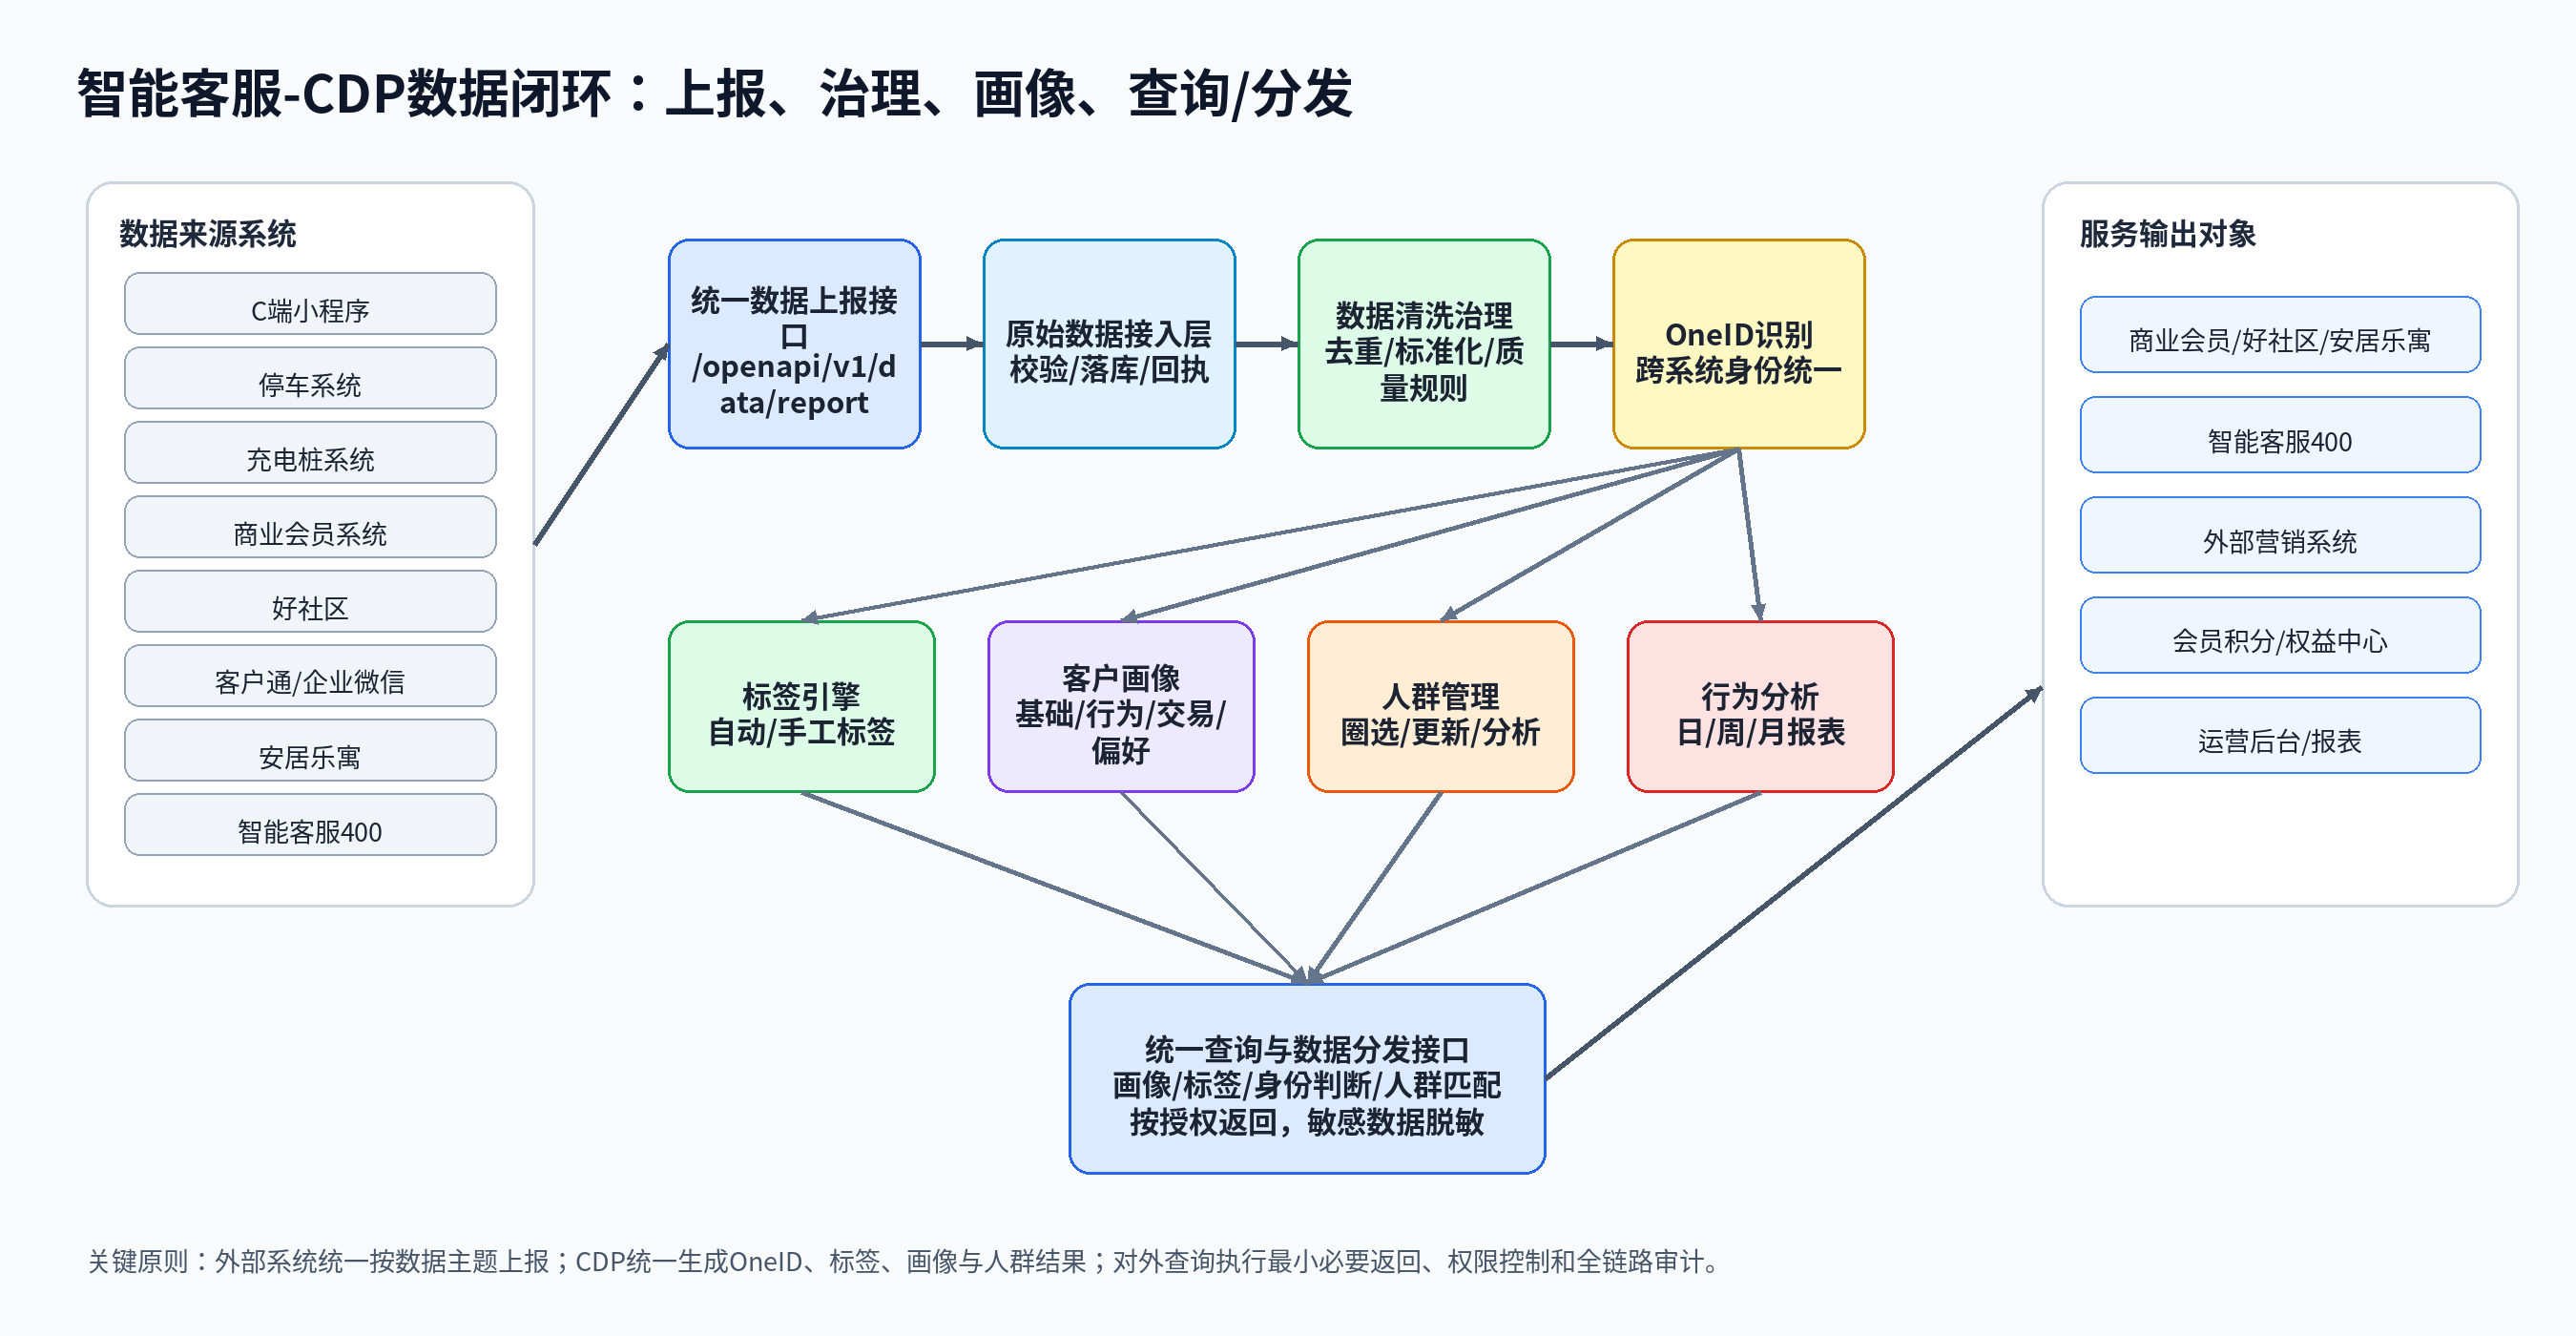 智能客服-CDP数据闭环：上报、治理、画像、查询/分发
数据来源系统
C端小程序
停车系统
充电桩系统
商业会员系统
好社区
客户通/企业微信
安居乐寓
智能客服400
统一数据上报接
口
/openapi/v1/d
ata/report
原始数据接入层
校验/落库/回执
数据清洗治理
去重/标准化/质
量规则
OneID识别
跨系统身份统一
标签引擎
自动/手工标签
客户画像
基础/行为/交易/
偏好
人群管理
圈选/更新/分析
行为分析
日/周/月报表
统一查询与数据分发接口
画像/标签/身份判断/人群匹配
按授权返回，敏感数据脱敏
服务输出对象
商业会员/好社区/安居乐寓
智能客服400
外部营销系统
会员积分/权益中心
运营后台/报表
关键原则：外部系统统一按数据主题上报；CDP统一生成OneID、标签、画像与人群结果；对外查询执行最小必要返回、权限控制和全链路审计。